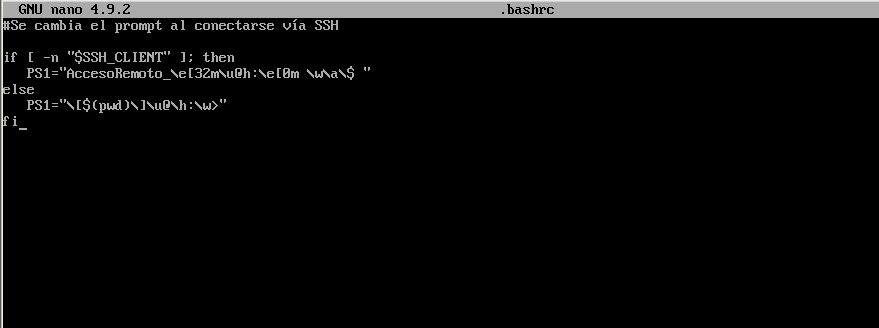 GNU nano 4.9.2 .bashrc
#Se cambia el prompt al conectarse vía SSH
if [ -n "$SSH_CLIENT" ]; then
PS1="AccesoRemoto_\e[32m\u@h:\e[0m \w\a\$ "
else
PS1="\[$(pwd)\]\u@\h:\w>"
fi_